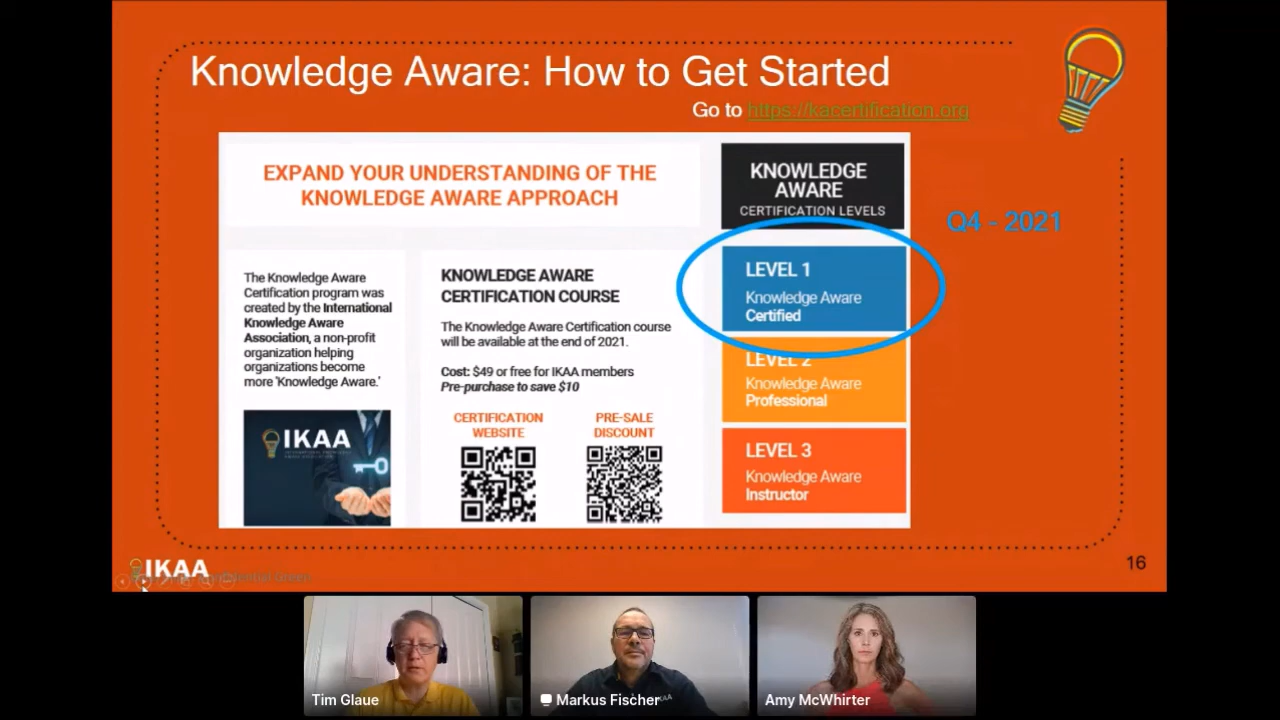 Knowledge Aware: How to Get Started
Go to https://kacertification.org
EXPAND YOUR UNDERSTANDING OF THE
KNOWLEDGE AWARE APPROACH
KNOWLEDGE
AWARE
CERTIFICATION LEVELS
Q4 - 2021
The Knowledge Aware
Certification program was
created by the International
Knowledge Aware
Association, a non-profit
organization helping
organizations become
more 'Knowledge Aware.'
IKAA
KNOWLEDGE AWARE
CERTIFICATION COURSE
The Knowledge Aware Certification course
will be available at the end of 2021.
Cost: $49 or free for IKAA members
Pre-purchase to save $10
CERTIFICATION
WEBSITE
PRE-SALE
DISCOUNT
LEVEL 1
Knowledge Aware
Certified
LEVEL 2
Knowledge Aware
Professional
LEVEL 3
Knowledge Aware
Instructor
IKAA
16
Tim Glaue
Markus Fischer
Amy McWhirter